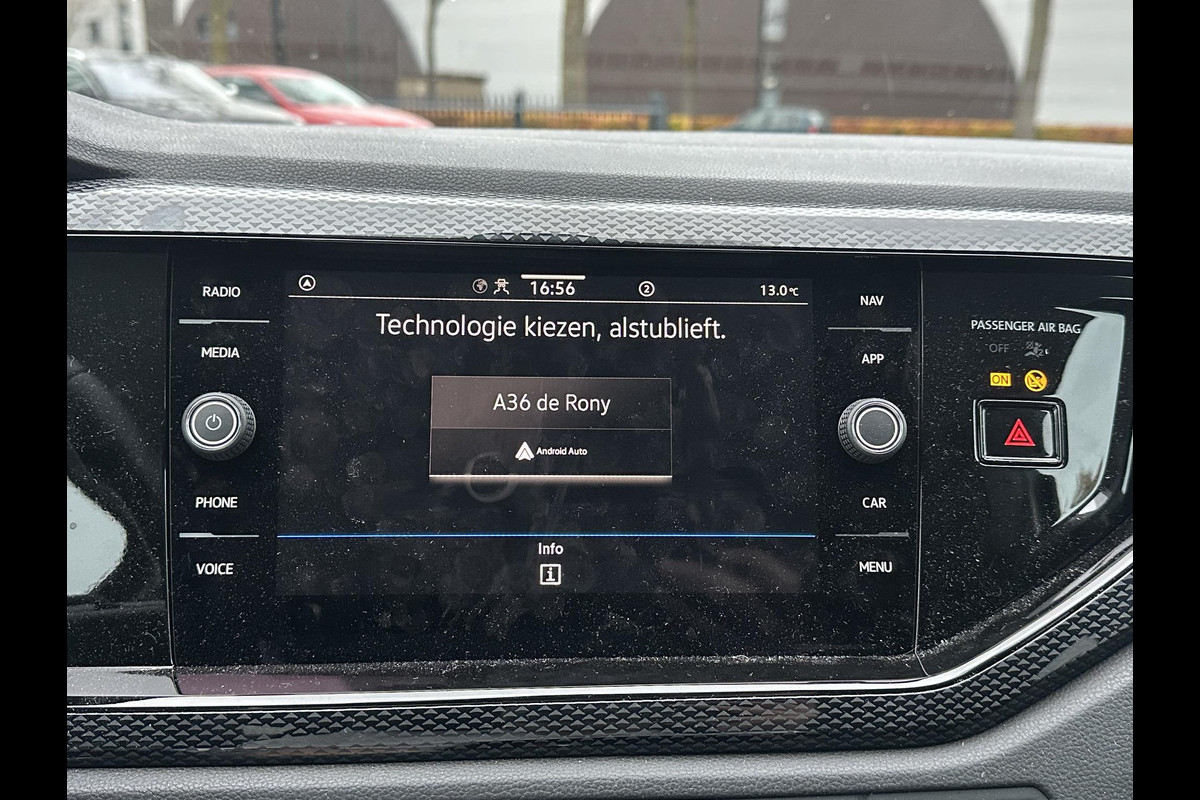 RADIO
MEDIA
PHONE
VOICE
16:56
2
13.0°C
Technologie kiezen, alstublieft.
A36 de Rony
Android Auto
Info
i
NAV
APP
CAR
MENU
PASSENGER AIR BAG
OFF
ON